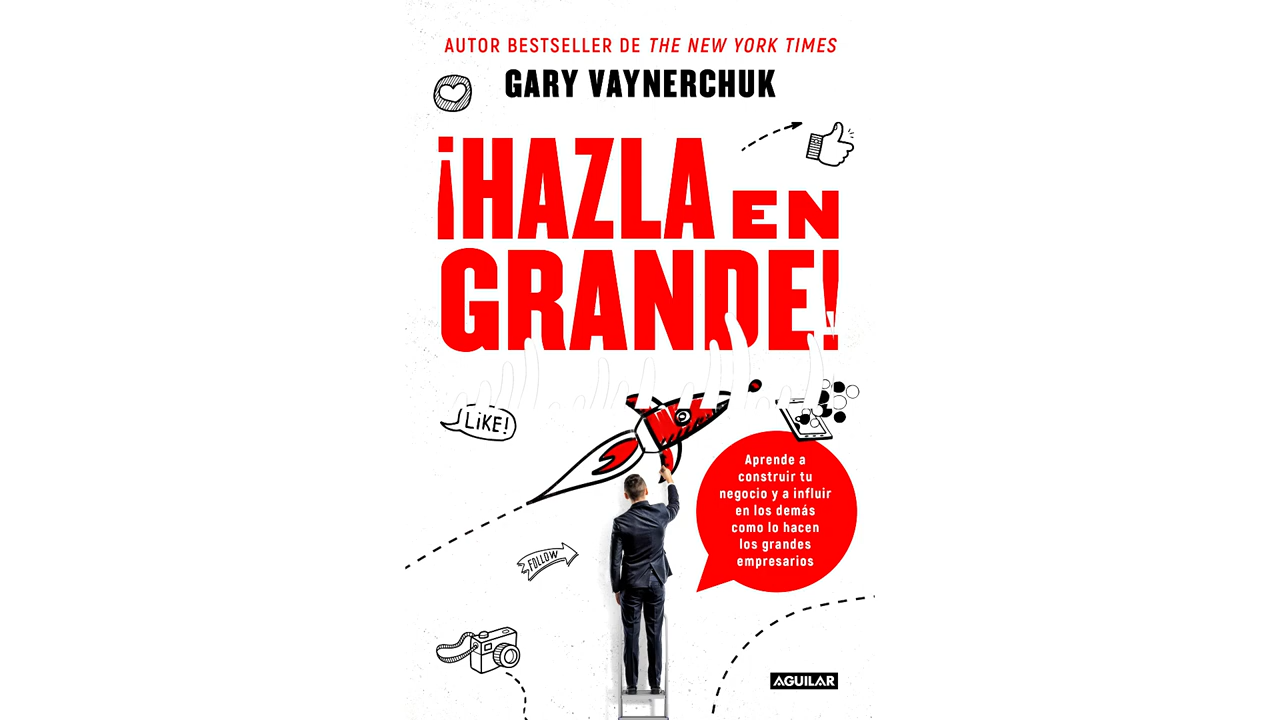 AUTOR BESTSELLER DE THE NEW YORK TIMES
GARY VAYNERCHUK
¡HAZLA EN
GRANDE!
LiKE!
Aprende a
construir tu
negocio y a influir
en los demás
como lo hacen
los grandes
empresarios
FOLLOW
AGUILAR